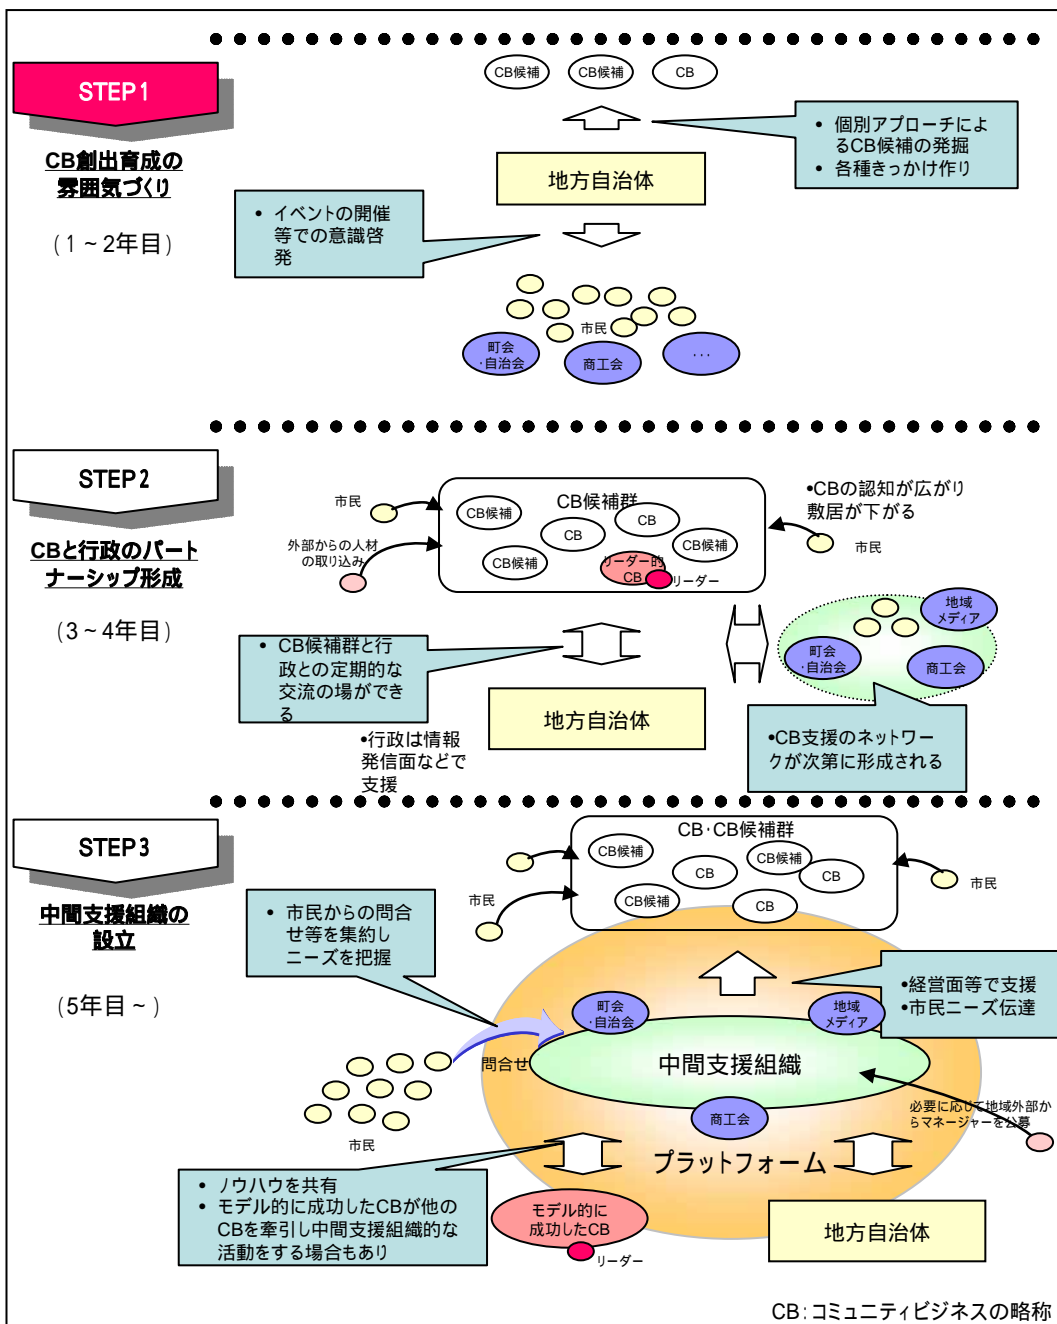 STEP1
CB創出育成の
雰囲気づくり
(1~2年目)
CB候補
CB候補
CB
• 個別アプローチによ
るCB候補の発掘
• 各種きっかけ作り
地方自治体
• イベントの開催
等での意識啓
発
市民
町会
・自治会
商工会
...
STEP2
CBと行政のパート
ナーシップ形成
(3~4年目)
市民
外部からの人材
の取り込み
CB候補群
CB候補
CB
CB
CB候補
CB候補
リーダー的
CB
リーダー
•CBの認知が広がり
敷居が下がる
市民
• CB候補群と行
政との定期的な
交流の場ができ
る
地方自治体
•行政は情報
発信面などで
支援
地域
メディア
町会
・自治会
商工会
•CB支援のネットワー
クが次第に形成される
STEP3
中間支援組織の
設立
(5年目~)
CB・CB候補群
CB候補
CB
CB候補
CB
CB候補
CB
市民
市民
• 市民からの問合
せ等を集約し
ニーズを把握
•経営面等で支援
•市民ニーズ伝達
町会
・自治会
地域
メディア
問合せ
中間支援組織
商工会
必要に応じて地域外部か
らマネージャーを公募
市民
プラットフォーム
• ノウハウを共有
• モデル的に成功したCBが他の
CBを牽引し中間支援組織的な
活動をする場合もあり
モデル的に
成功したCB
リーダー
地方自治体
CB:コミュニティビジネスの略称